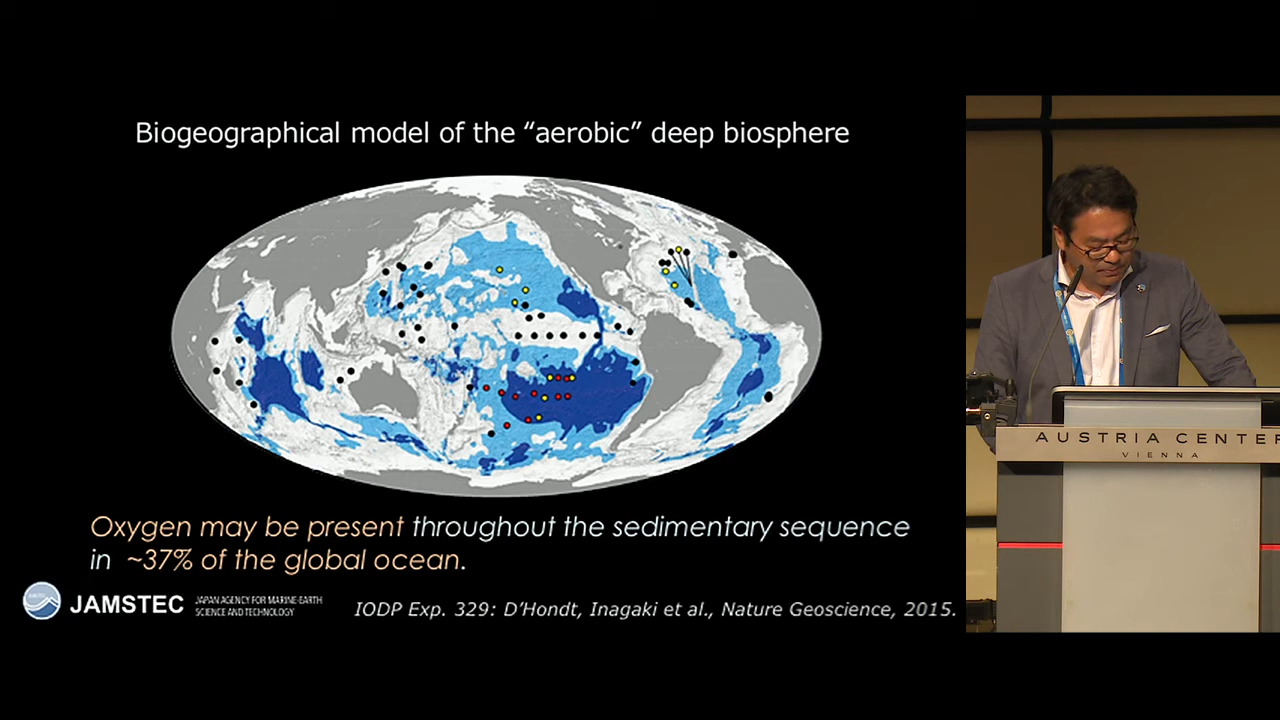 Biogeographical model of the “aerobic” deep biosphere
Oxygen may be present throughout the sedimentary sequence
in ~37% of the global ocean.
JAMSTEC
JAPAN AGENCY FOR MARINE-EARTH
SCIENCE AND TECHNOLOGY
IODP Exp. 329: D’Hondt, Inagaki et al., Nature Geoscience, 2015.
AUSTRIA CENTER
VIENNA